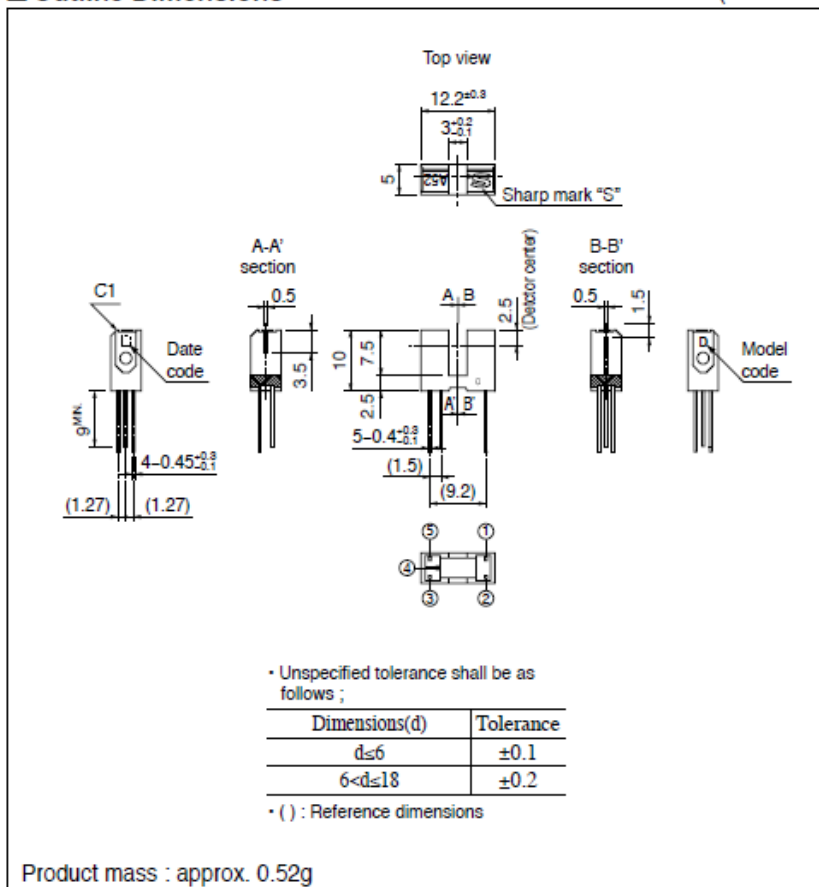 Top view
12.2±0.3
3+0.2 −0.1
5
A52
Sharp mark “S”
A-A'
section
B-B'
section
C1
0.5
A B
2.5
(Detctor center)
0.5
1.5
Date
code
3.5
10
7.5
2.5
Model
code
9MIN.
A' B'
5−0.4+0.3 −0.1
4−0.45+0.3 −0.1
(1.5)
(9.2)
(1.27) (1.27)
⑤ ①
④
③ ②
• Unspecified tolerance shall be as
follows ;
Dimensions(d) Tolerance
d≤6 ±0.1
6<d≤18 ±0.2
• ( ) : Reference dimensions
Product mass : approx. 0.52g